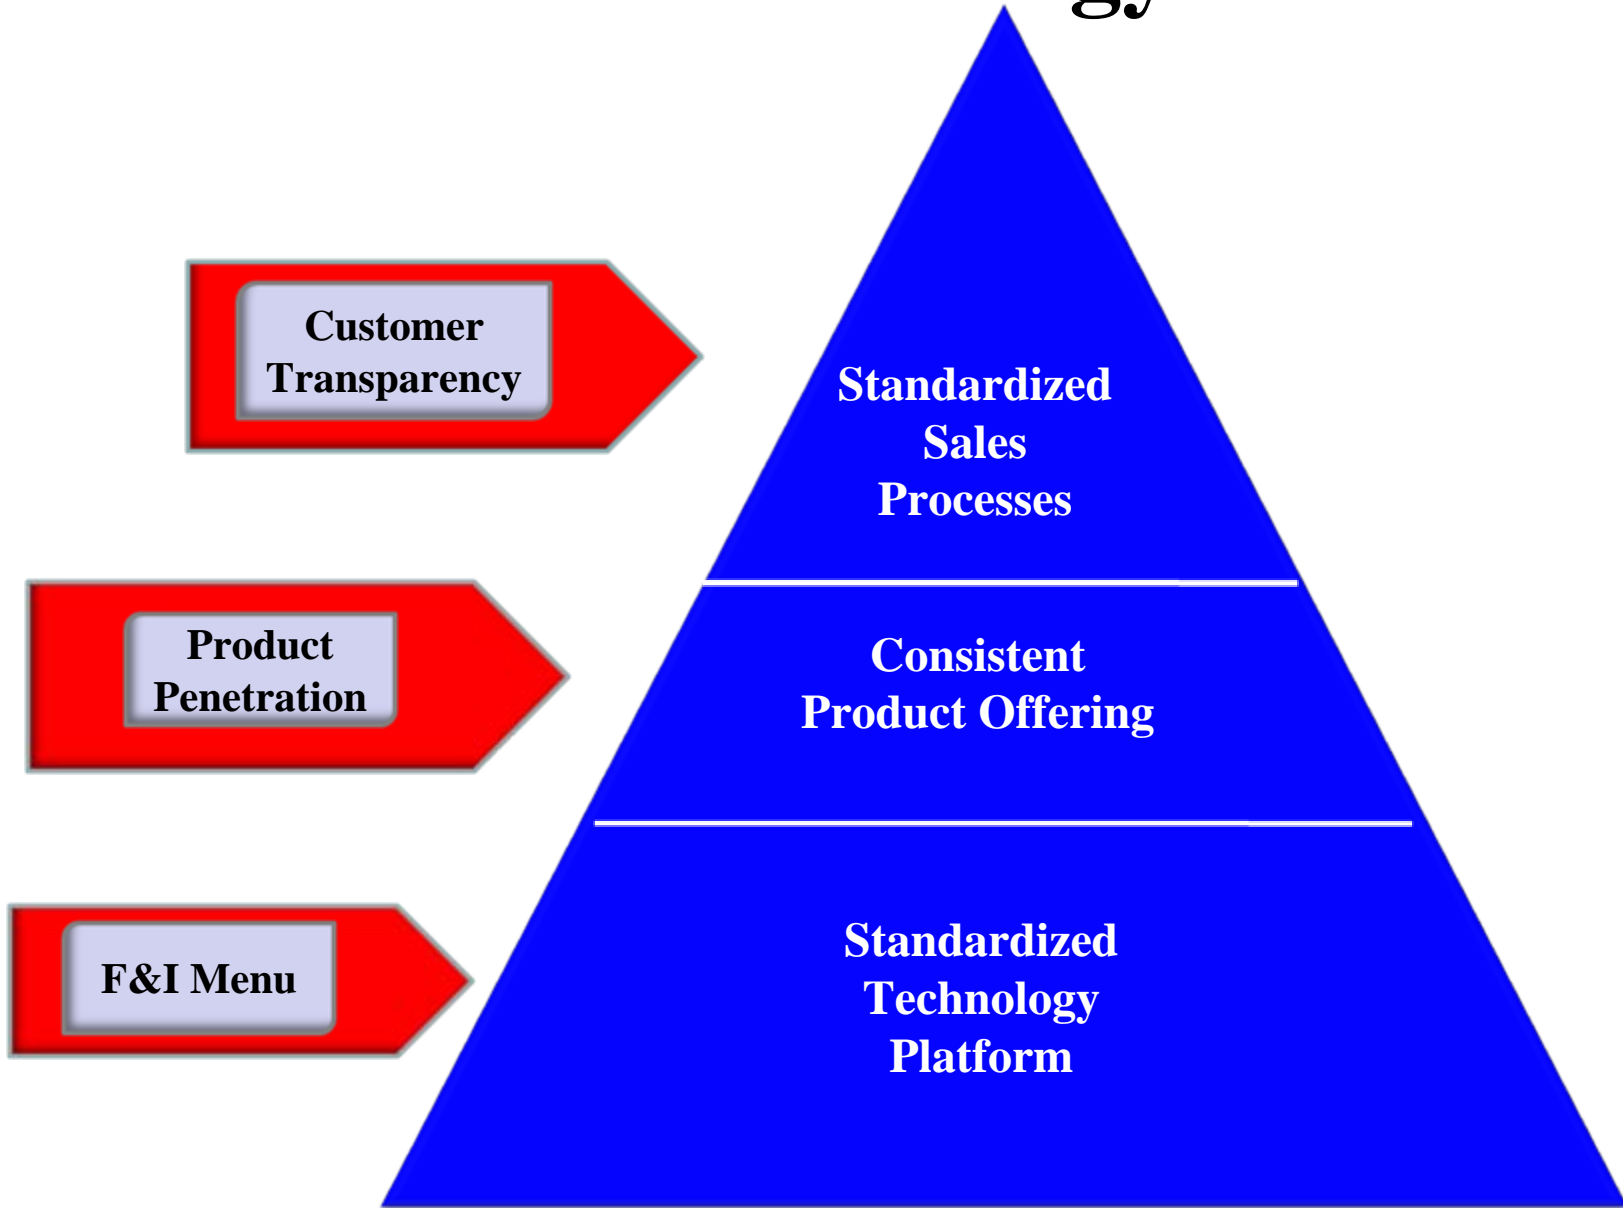 Customer
Transparency
Standardized
Sales
Processes
Product
Penetration
Consistent
Product Offering
F&I Menu
Standardized
Technology
Platform